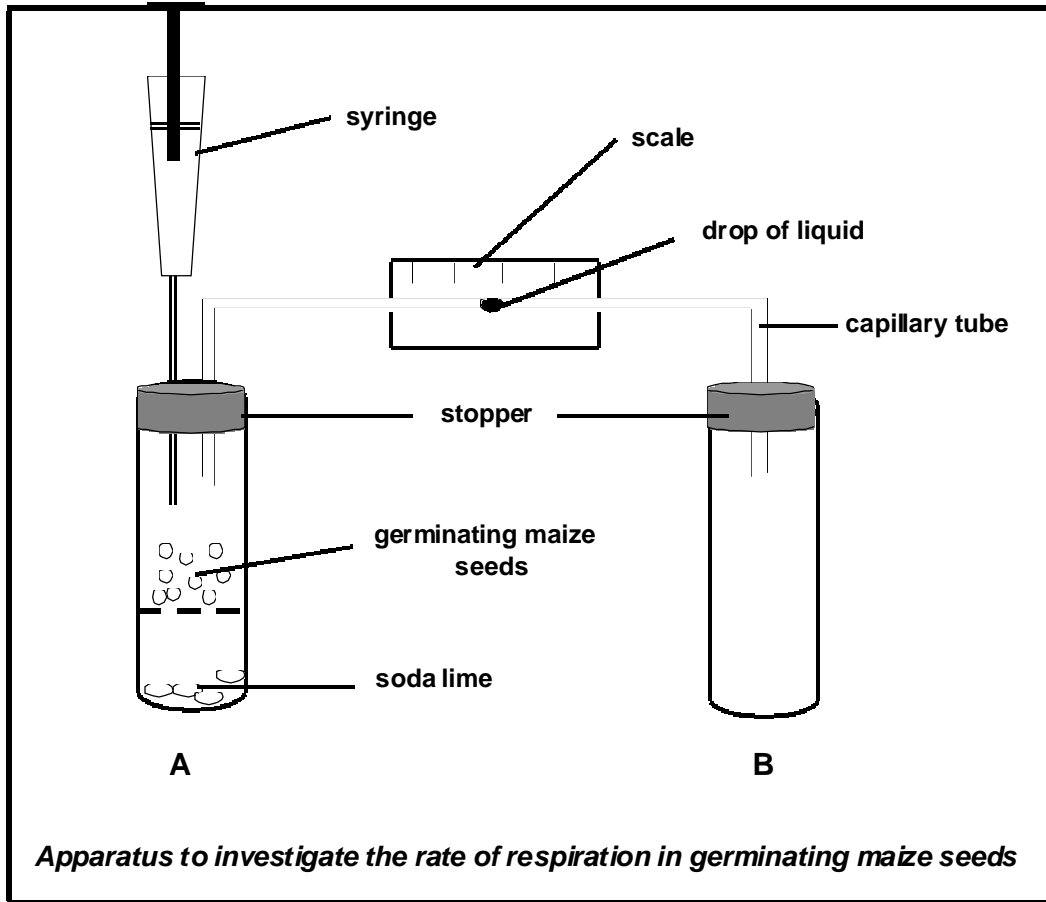 syringe
scale
drop of liquid
capillary tube
stopper
germinating maize
seeds
soda lime
A
B
Apparatus to investigate the rate of respiration in germinating maize seeds